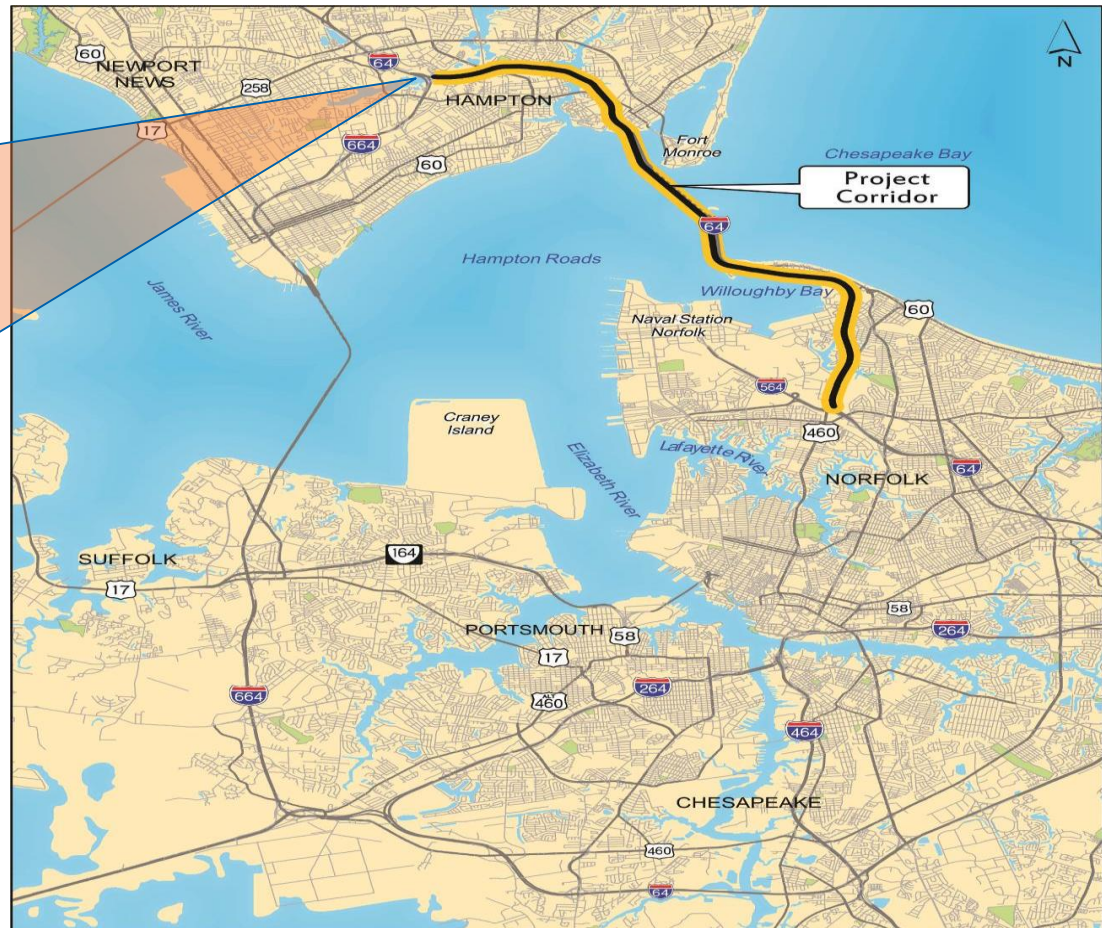 60
NEWPORT
NEWS
64
N
258
HAMPTON
17
664
60
Fort
Monroe
Chesapeake Bay
Project
Corridor
64
Hampton Roads
James River
Willoughby Bay
60
Naval Station
Norfolk
564
Craney
Island
460
Lafayette River
Elizabeth River
64
NORFOLK
164
SUFFOLK
17
58
PORTSMOUTH
58
264
17
264
ALT
460
664
464
CHESAPEAKE
460
64